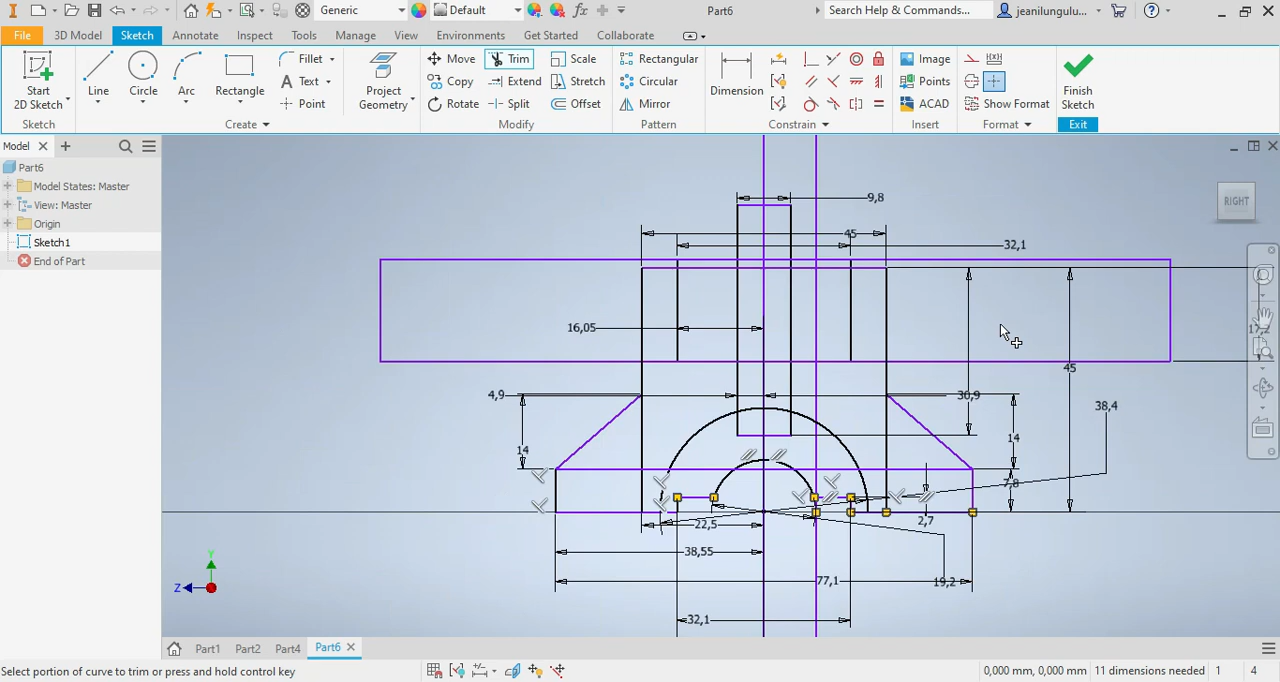 Generic Default Part6 Search Help & Commands... jeanilungulu...
File 3D Model Sketch Annotate Inspect Tools Manage View Environments Get Started Collaborate
Start 2D Sketch Line Circle Arc Rectangle Fillet Text Point Project Geometry Move Trim Scale Copy Extend Stretch Rotate Split Offset Rectangular Circular Mirror Dimension Image Points ACAD Show Format Finish Sketch
Sketch Create Modify Pattern Constrain Insert Format Exit
Model
Part6
Model States: Master
View: Master
Origin
Sketch1
End of Part
RIGHT
9,8
45
32,1
16,05
17,2
45
4,9
30,9
38,4
14
14
7,8
2,7
22,5
38,55
77,1
19,2
32,1
Y
Z
Part1 Part2 Part4 Part6
Select portion of curve to trim or press and hold control key 0,000 mm, 0,000 mm 11 dimensions needed 1 4